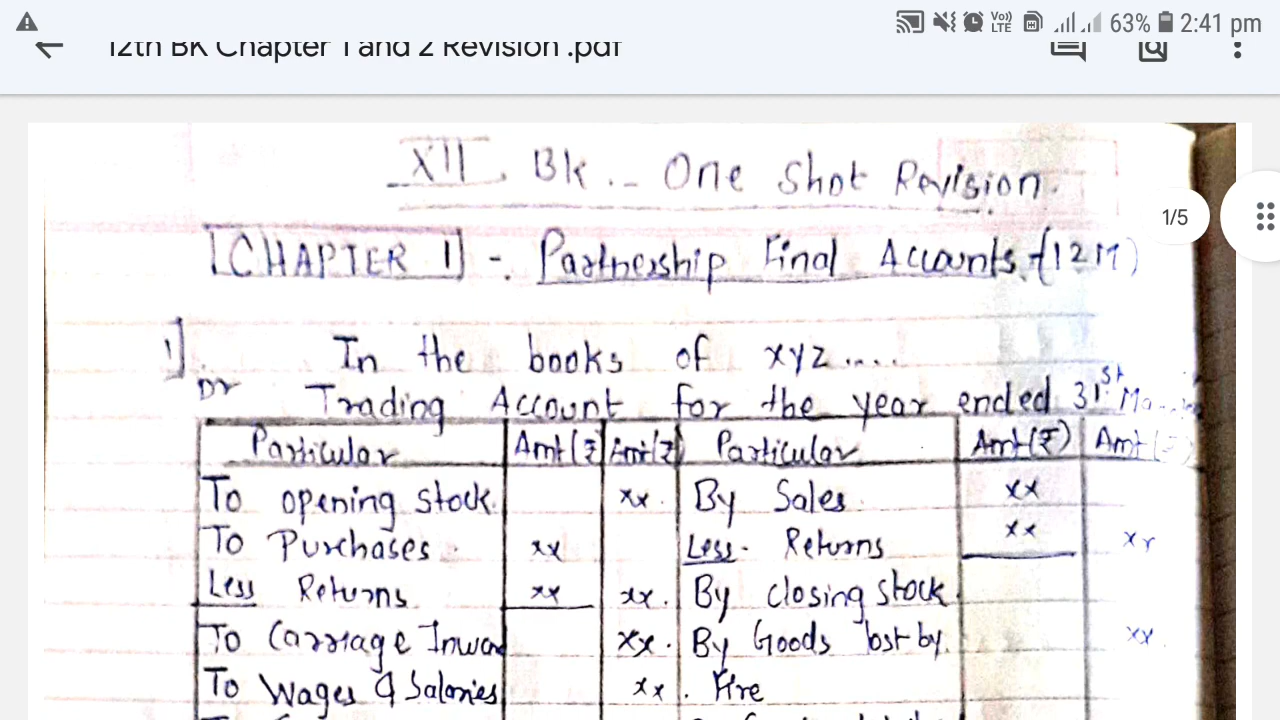 63% 2:41 pm
12th BK Chapter 1 and 2 Revision .pdf
1/5
XII. BK.- One Shot Revision.
[CHAPTER 1] -. Partnership Final Accounts.-(12M)
1]. In the books of xyz....
Dr Trading Account for the year ended 31st
Particular Amt(₹) Amt(₹) Particular Amt(₹) Amt(₹)
To opening stock. xx. By Sales. xx
To Purchases xx Less- Returns xx xx
Less Returns xx xx. By closing stock
To Carriage Inward xx. By Goods lost by. xx.
To Wages & Salaries xx. Fire